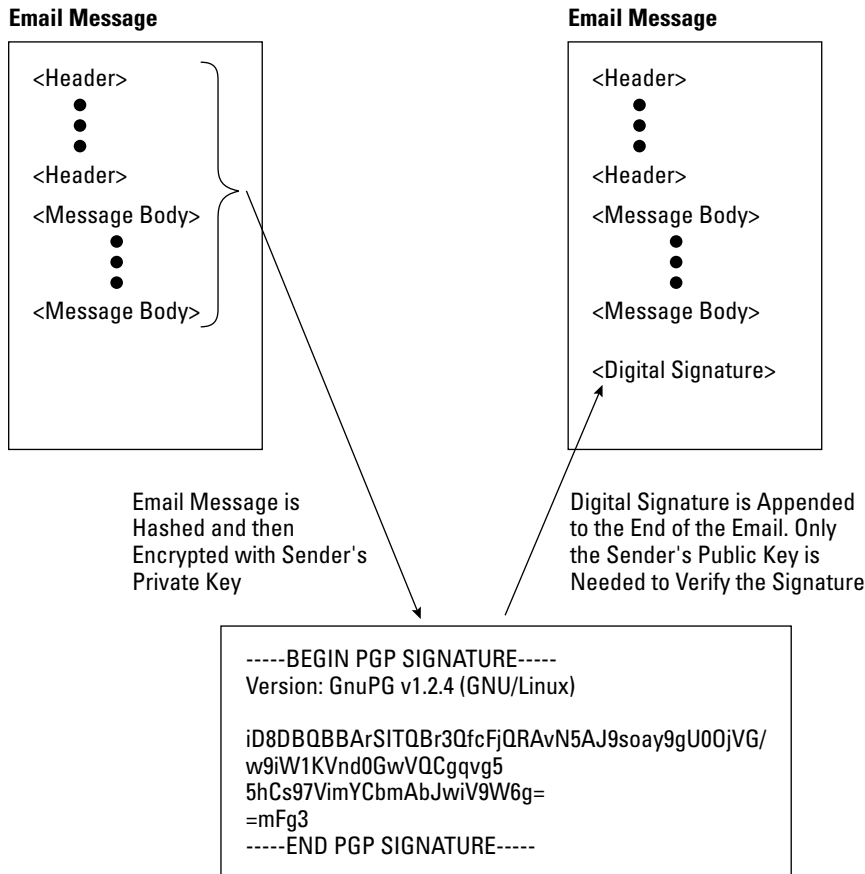 Email Message
<Header>
<Header>
<Message Body>
<Message Body>
Email Message
<Header>
<Header>
<Message Body>
<Message Body>
<Digital Signature>
Email Message is
Hashed and then
Encrypted with Sender's
Private Key
Digital Signature is Appended
to the End of the Email. Only
the Sender's Public Key is
Needed to Verify the Signature
-----BEGIN PGP SIGNATURE-----
Version: GnuPG v1.2.4 (GNU/Linux)
iD8DBQBBArSITQBr3QfcFjQRAvN5AJ9soay9gU0OjVG/
w9iW1KVnd0GwVQCgqvg5
5hCs97VimYCbmAbJwiV9W6g=
=mFg3
-----END PGP SIGNATURE-----